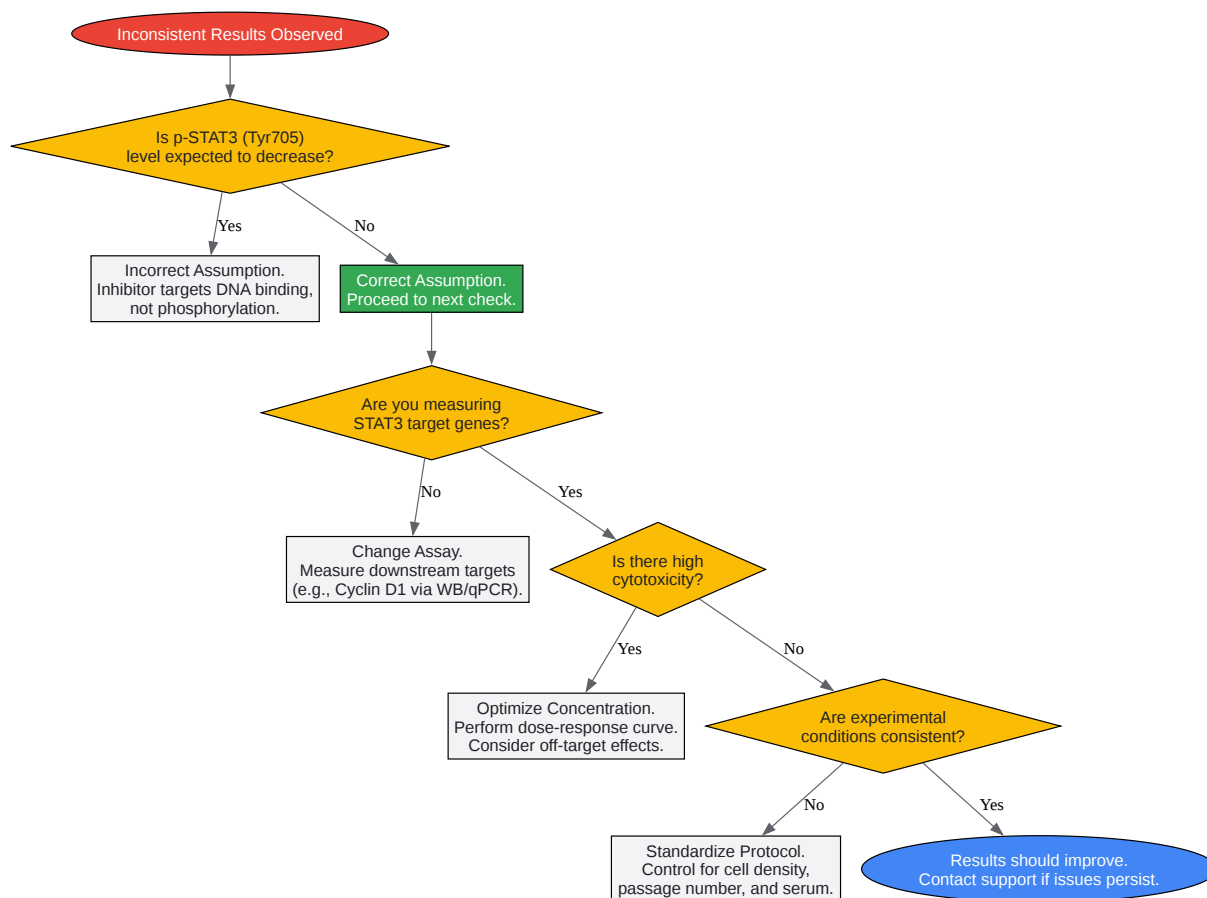 Inconsistent Results Observed
Is p-STAT3 (Tyr705)
level expected to decrease?
Yes
No
Incorrect Assumption.
Inhibitor targets DNA binding,
not phosphorylation.
Correct Assumption.
Proceed to next check.
Are you measuring
STAT3 target genes?
No
Yes
Change Assay.
Measure downstream targets
(e.g., Cyclin D1 via WB/qPCR).
Is there high
cytotoxicity?
Yes
No
Optimize Concentration.
Perform dose-response curve.
Consider off-target effects.
Are experimental
conditions consistent?
No
Yes
Standardize Protocol.
Control for cell density,
passage number, and serum.
Results should improve.
Contact support if issues persist.